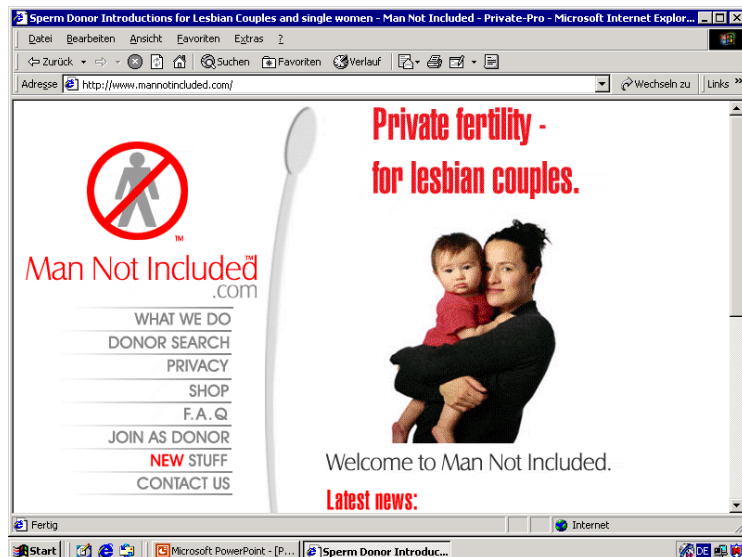 Sperm Donor Introductions for Lesbian Couples and single women - Man Not Included - Private-Pro - Microsoft Internet Explor...
Datei Bearbeiten Ansicht Favoriten Extras ?
Zurück Suchen Favoriten Verlauf
Adresse http://www.mannotincluded.com/ Wechseln zu Links »
Private fertility -
for lesbian couples.
TM
Man Not Included™
.com
WHAT WE DO
DONOR SEARCH
PRIVACY
SHOP
F.A.Q
JOIN AS DONOR
NEW STUFF
CONTACT US
Welcome to Man Not Included.
Latest news:
Fertig Internet
Start Microsoft PowerPoint - [P... Sperm Donor Introduc... DE